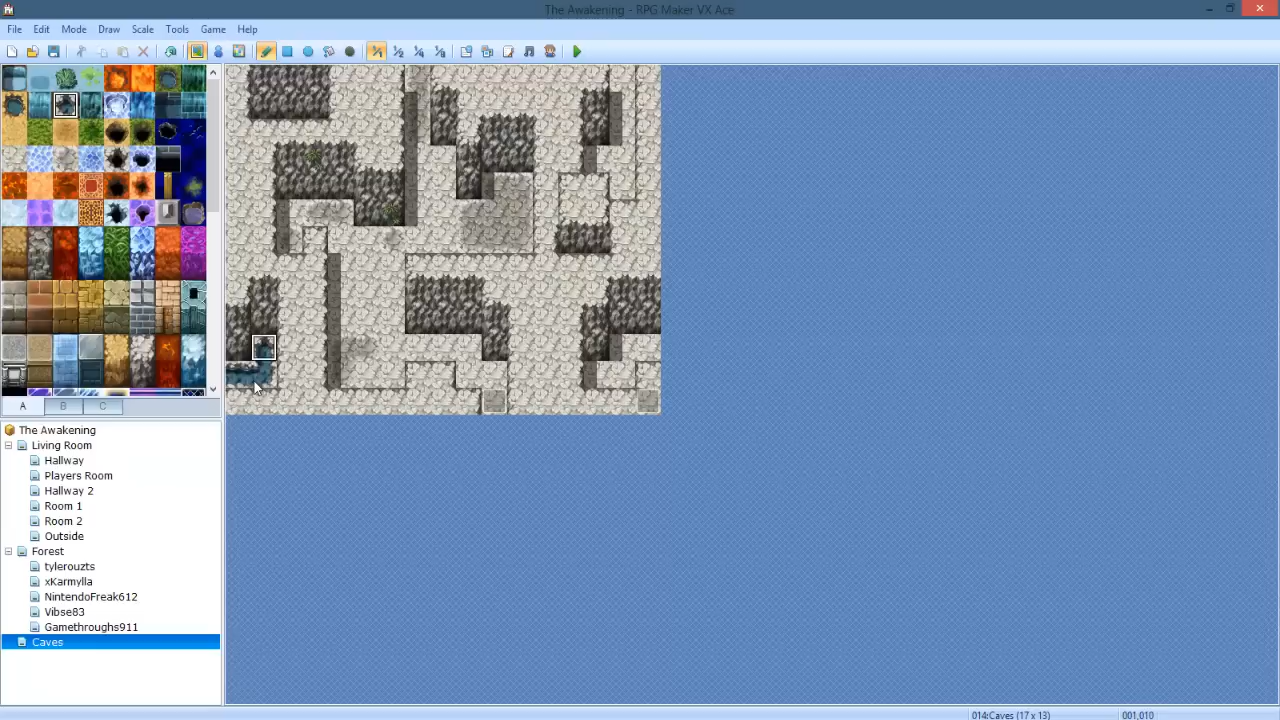 The Awakening - RPG Maker VX Ace
File Edit Mode Draw Scale Tools Game Help
A B C
The Awakening
Living Room
Hallway
Players Room
Hallway 2
Room 1
Room 2
Outside
Forest
tylerouzts
xKarmylla
NintendoFreak612
Vibse83
Gamethroughs911
Caves
014:Caves (17 x 13) 001,010